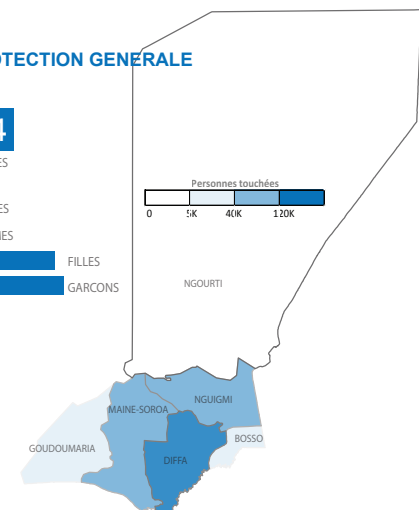 OTECTION GENERALE
4
ES
ES
MES
FILLES
GARCONS
Personnes touchées
0 5K 40K 120K
NGOURTI
NGUIGMI
MAINE-SOROA
BOSSO
GOUDOUMARIA
DIFFA